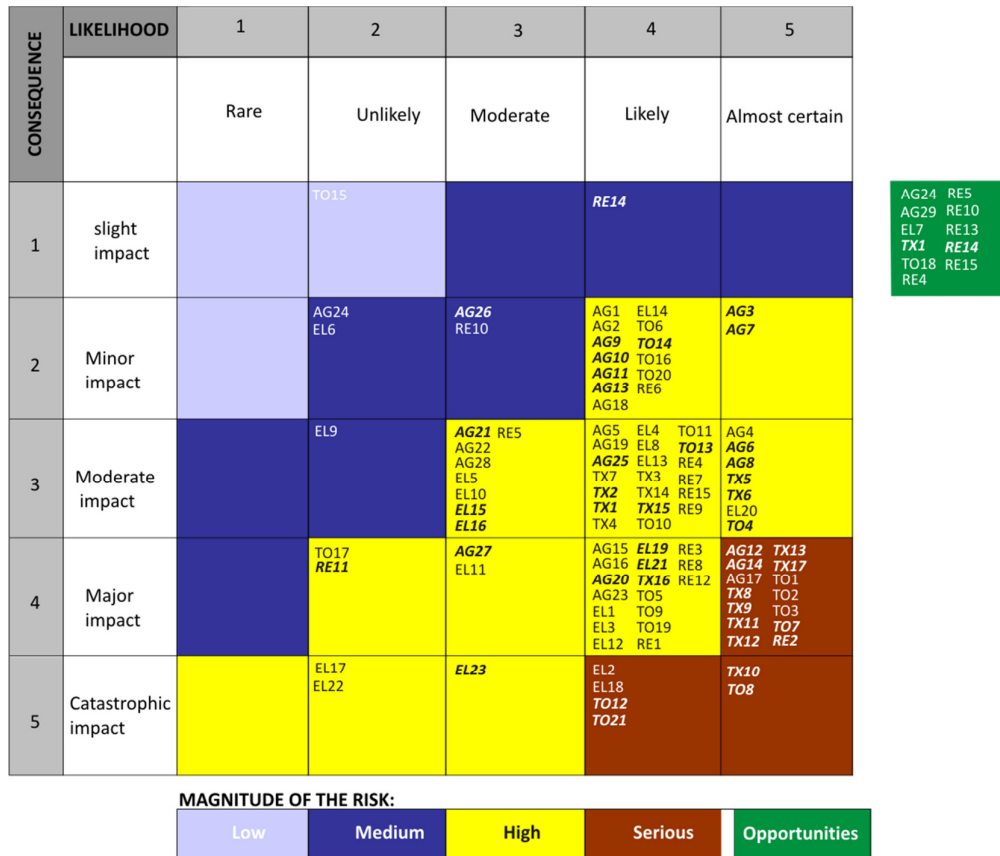 CONSEQUENCE
LIKELIHOOD 1 2 3 4 5
Rare Unlikely Moderate Likely Almost certain
1
slight
impact
TO15
RE14
AG24 RE5
AG29 RE10
EL7 RE13
TX1 RE14
TO18 RE15
RE4
2
Minor
impact
AG24
EL6
AG26
RE10
AG1 EL14
AG2 TO6
AG9 TO14
AG10 TO16
AG11 TO20
AG13 RE6
AG18
AG3
AG7
3
Moderate
impact
EL9
AG21 RE5
AG22
AG28
EL5
EL10
EL15
EL16
AG5 EL4 TO11
AG19 EL8 TO13
AG25 EL13 RE4
TX7 TX3 RE7
TX2 TX14 RE15
TX1 TX15 RE9
TX4 TO10
AG4
AG6
AG8
TX5
TX6
EL20
TO4
4
Major
impact
TO17
RE11
AG27
EL11
AG15 EL19 RE3
AG16 EL21 RE8
AG20 TX16 RE12
AG23 TO5
EL1 TO9
EL3 TO19
EL12 RE1
AG12 TX13
AG14 TX17
AG17 TO1
TX8 TO2
TX9 TO3
TX11 TO7
TX12 RE2
5
Catastrophic
impact
EL17
EL22
EL23
EL2
EL18
TO12
TO21
TX10
TO8
MAGNITUDE OF THE RISK:
Low Medium High Serious Opportunities